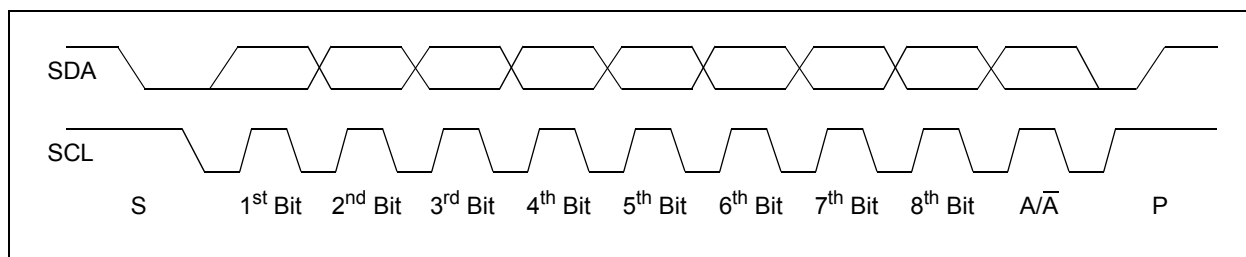 SDA
SCL
S 1st Bit 2nd Bit 3rd Bit 4th Bit 5th Bit 6th Bit 7th Bit 8th Bit A/A̅ P